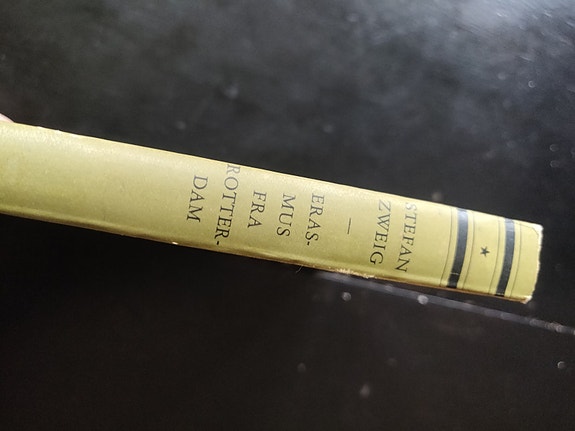 STEFAN
ZWEIG
—
ERAS-
MUS
FRA
ROTTER-
DAM